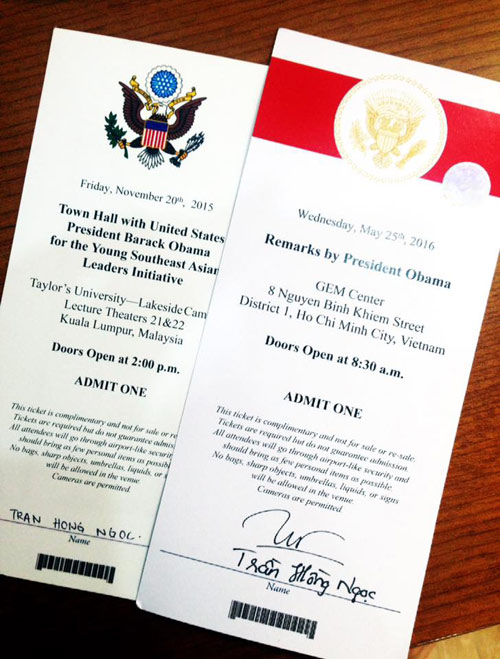 Friday, November 20th, 2015
Town Hall with United States
President Barack Obama
for the Young Southeast Asian
Leaders Initiative
Taylor's University—Lakeside Cam
Lecture Theaters 21&22
Kuala Lumpur, Malaysia
Doors Open at 2:00 p.m.
ADMIT ONE
This ticket is complimentary and not for sale or re-
Tickets are required but do not guarantee admission
All attendees will go through airport-like security
should bring as few personal items as possible
No bags, sharp objects, umbrellas, liquids, or
will be allowed in the venue
Cameras are permitted
TRAN HONG NGOC.
Name
Wednesday, May 25th, 2016
Remarks by President Obama
GEM Center
8 Nguyen Binh Khiem Street
District 1, Ho Chi Minh City, Vietnam
Doors Open at 8:30 a.m.
ADMIT ONE
This ticket is complimentary and not for sale or re-sale.
Tickets are required but do not guarantee admission
All attendees will go through airport-like security and
should bring as few personal items as possible.
No bags, sharp objects, umbrellas, liquids, or signs
will be allowed in the venue
Cameras are permitted
Trần Hồng Ngọc
Name